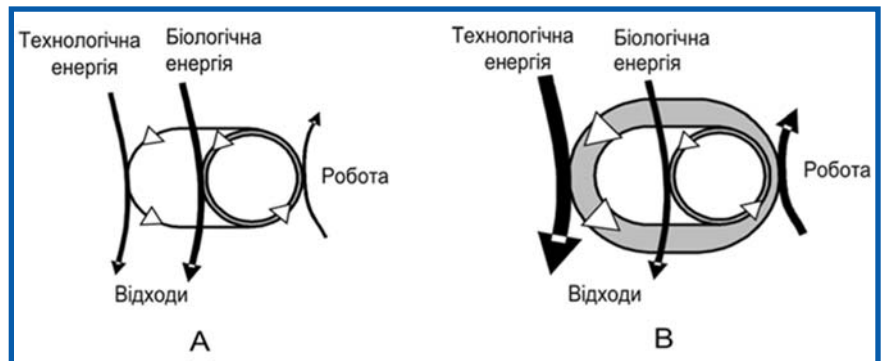 Технологічна
енергія
Біологічна
енергія
Робота
Відходи
А
Технологічна
енергія
Біологічна
енергія
Робота
Відходи
В